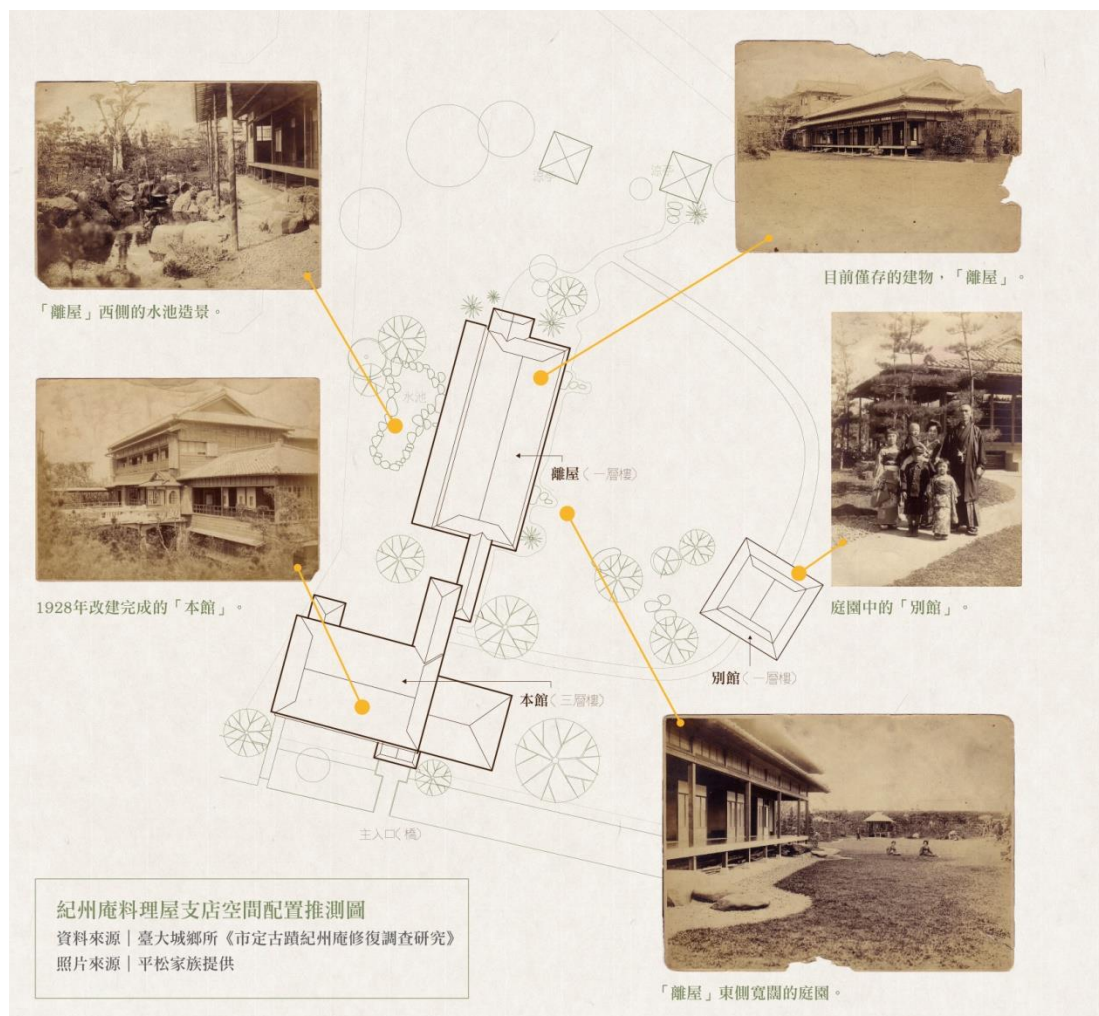 「離屋」西側的水池造景。
目前僅存的建物，「離屋」。
水池
離屋（一層樓）
1928年改建完成的「本館」。
庭園中的「別館」。
別館（一層樓）
本館（三層樓）
主入口（橋）
紀州庵料理屋支店空間配置推測圖
資料來源｜臺大城鄉所《市定古蹟紀州庵修復調查研究》
照片來源｜平松家族提供
「離屋」東側寬闊的庭園。